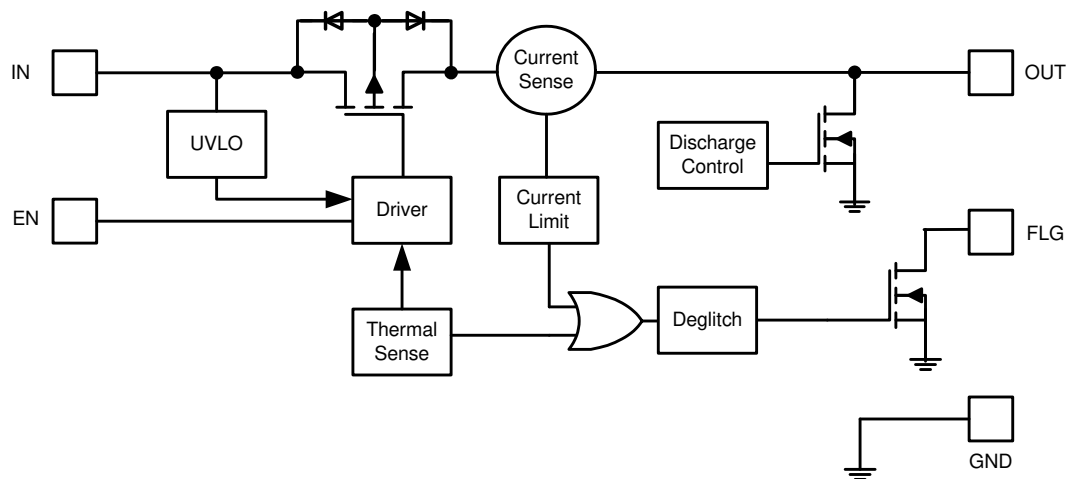 IN
Current
Sense
OUT
UVLO
Discharge
Control
EN
Driver
Current
Limit
FLG
Thermal
Sense
Deglitch
GND